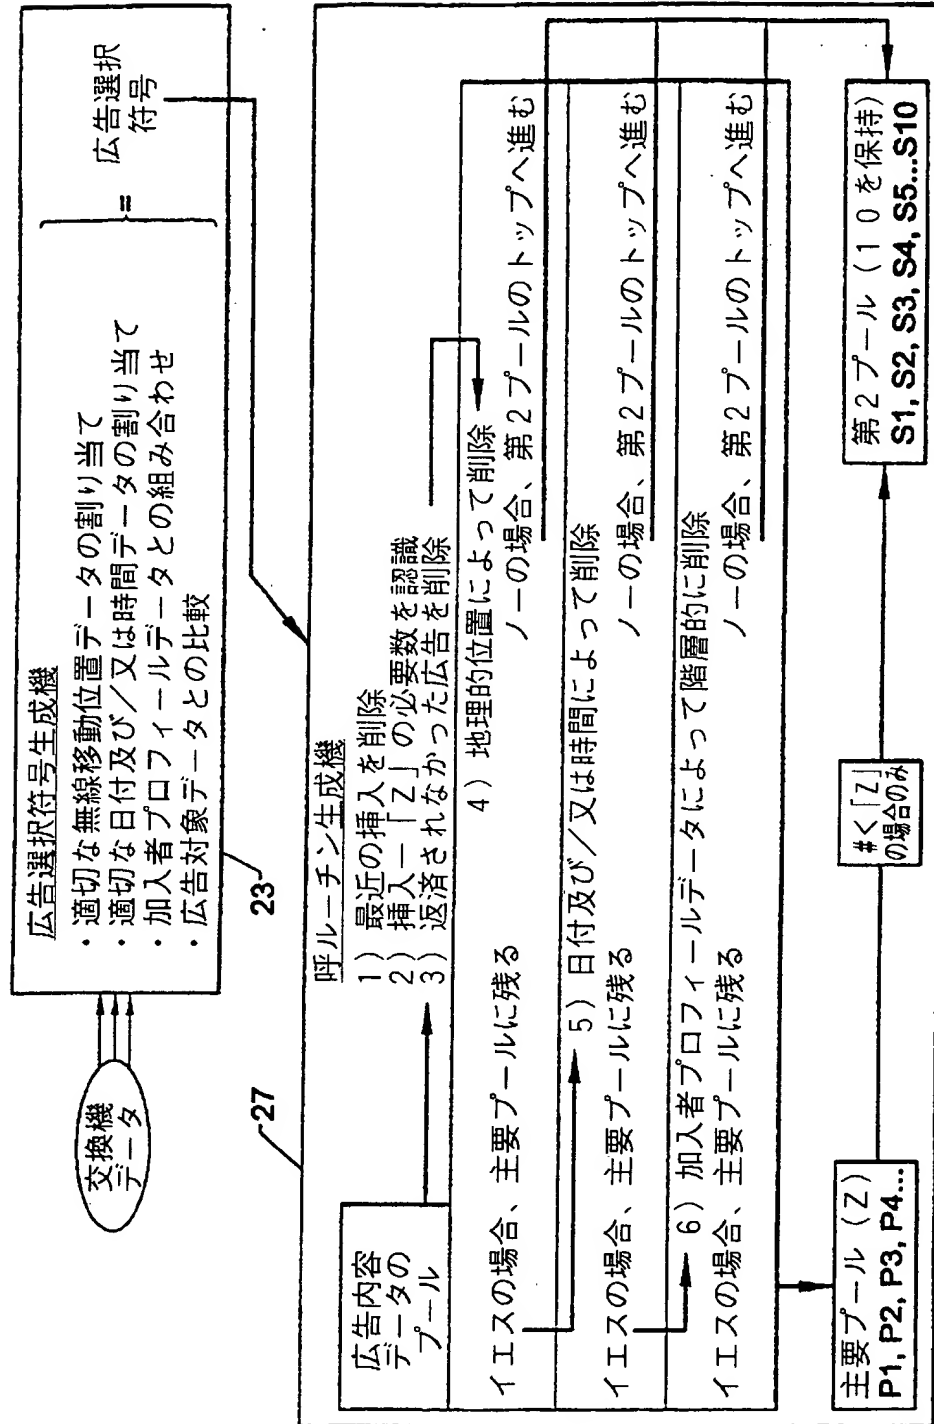 広告選択符号生成機
・適切な無線移動位置データの割り当て
・適切な日付及び／又は時間データの割り当て
・加入者プロフィールデータとの組み合わせ
・広告対象データとの比較
=
広告選択
符号
交換機
データ
23
27
呼ルーチン生成機
1）最近の挿入を削除
2）挿入―「Z」の必要数を認識
3）返済されなかった広告を削除
広告内容
データの
プール
4）地理的位置によって削除
イエスの場合、主要プールに残る
ノーの場合、第2プールのトップへ進む
5）日付及び／又は時間によって削除
イエスの場合、主要プールに残る
ノーの場合、第2プールのトップへ進む
6）加入者プロフィールデータによって階層的に削除
イエスの場合、主要プールに残る
ノーの場合、第2プールのトップへ進む
主要プール（Z）
P1, P2, P3, P4...
#<「Z」
の場合のみ
第2プール（10を保持）
S1, S2, S3, S4, S5...S10